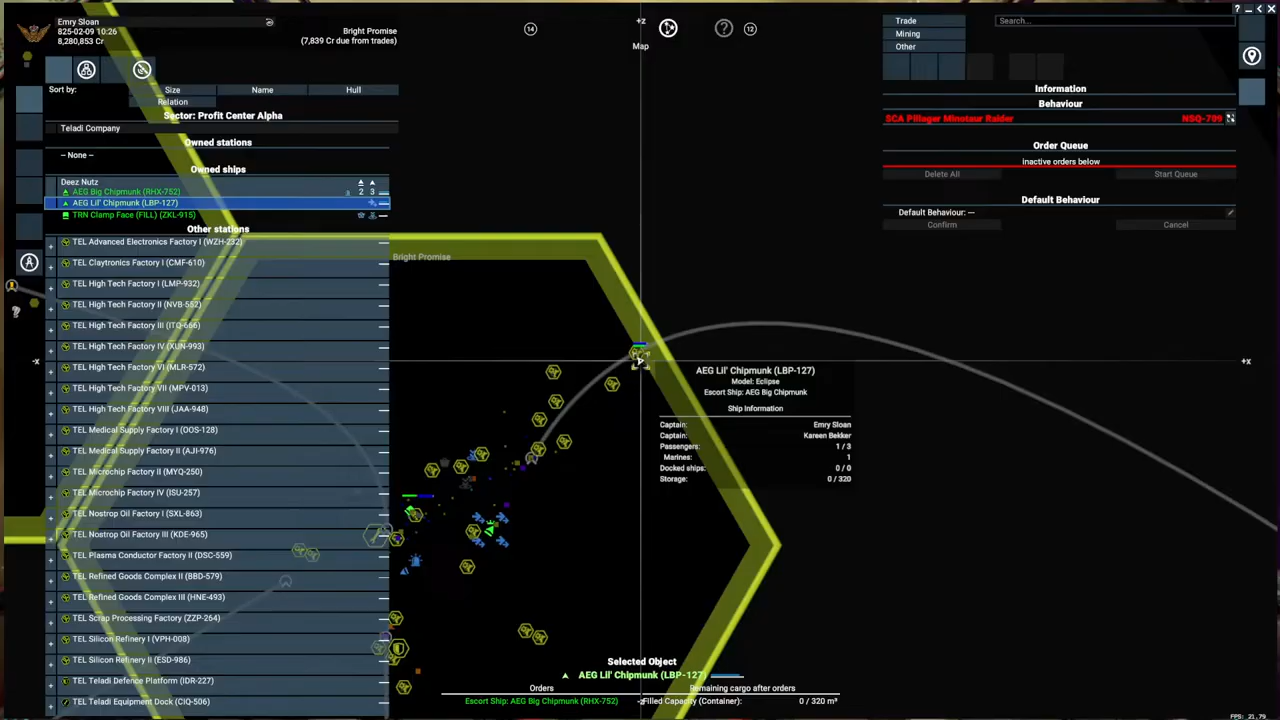 Emry Sloan
825-02-09 10:26
8,280,853 Cr
Bright Promise
(7,839 Cr due from trades)
14
+Z
Map
?
12
Trade
Mining
Other
Search...
Sort by:
Size
Name
Hull
Relation
Sector: Profit Center Alpha
Teladi Company
Owned stations
-- None --
Owned ships
Deez Nutz
AEG Big Chipmunk (RHX-752)
2 3
AEG Lil' Chipmunk (LBP-127)
TRN Clamp Face (FILL) (ZKL-915)
Other stations
TEL Advanced Electronics Factory I (WZH-232)
TEL Claytronics Factory I (CMF-610)
TEL High Tech Factory I (LMP-932)
TEL High Tech Factory II (NVB-552)
TEL High Tech Factory III (ITQ-666)
TEL High Tech Factory IV (XUN-993)
TEL High Tech Factory VI (MLR-572)
TEL High Tech Factory VII (MPV-013)
TEL High Tech Factory VIII (JAA-948)
TEL Medical Supply Factory I (OOS-128)
TEL Medical Supply Factory II (AJI-976)
TEL Microchip Factory II (MYQ-250)
TEL Microchip Factory IV (ISU-257)
TEL Nostrop Oil Factory I (SXL-863)
TEL Nostrop Oil Factory III (KDE-965)
TEL Plasma Conductor Factory II (DSC-559)
TEL Refined Goods Complex II (BBD-579)
TEL Refined Goods Complex III (HNE-493)
TEL Scrap Processing Factory (ZZP-264)
TEL Silicon Refinery I (VPH-008)
TEL Silicon Refinery II (ESD-986)
TEL Teladi Defence Platform (IDR-227)
TEL Teladi Equipment Dock (CIQ-506)
Bright Promise
-x
+x
AEG Lil' Chipmunk (LBP-127)
Model: Eclipse
Escort Ship: AEG Big Chipmunk
Ship Information
Captain: Emry Sloan
Captain: Kareen Bekker
Passengers: 1 / 3
Marines: 1
Docked ships: 0 / 0
Storage: 0 / 320
Information
Behaviour
SCA Pillager Minotaur Raider NSQ-709
Order Queue
Inactive orders below
Delete All
Start Queue
Default Behaviour
Default Behaviour: ---
Confirm
Cancel
Selected Object
AEG Lil' Chipmunk (LBP-127)
Orders
Remaining cargo after orders
Escort Ship: AEG Big Chipmunk (RHX-752)
Filled Capacity (Container): 0 / 320 m³
FPS: 21,79